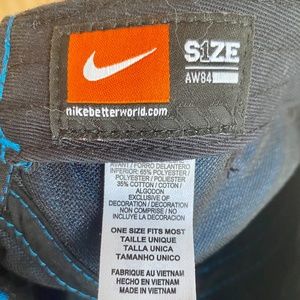 S1ZE
AW84
nikebetterworld.com
AVANT / FORRO DELANTERO
INFERIOR: 65% POLYESTER /
POLYESTER / POLIESTER
35% COTTON / COTON /
ALGODON
EXCLUSIVE OF
DECORATION / DECORATION
NON COMPRISE / NO
INCLUYE LA DECORACION
ONE SIZE FITS MOST
TAILLE UNIQUE
TALLA UNICA
TAMANHO UNICO
FABRIQUE AU VIETNAM
HECHO EN VIETNAM
MADE IN VIETNAM